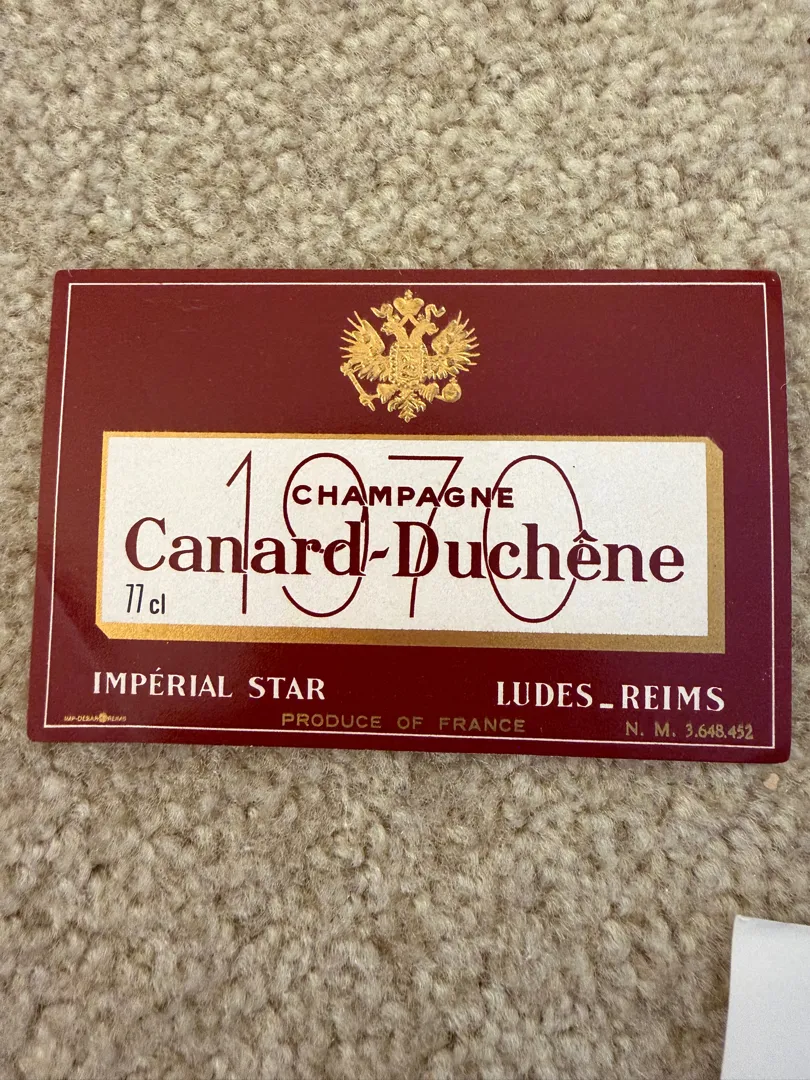 1970
CHAMPAGNE
Canard-Duchêne
77 cl
IMPÉRIAL STAR
LUDES_REIMS
PRODUCE OF FRANCE
N. M. 3.648.452